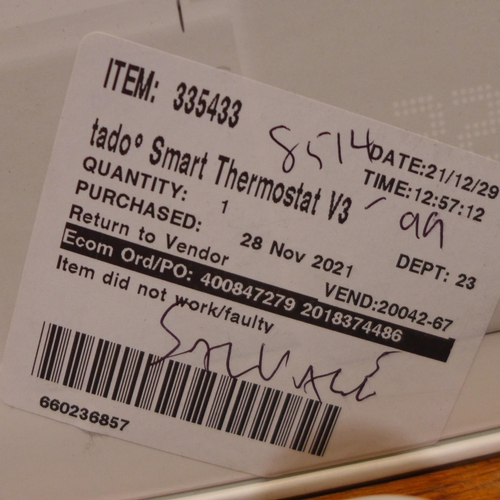 ITEM: 335433
8514
DATE:21/12/29
tado° Smart Thermostat V3
TIME:12:57:12
QUANTITY: 1
PURCHASED: 28 Nov 2021
DEPT: 23
Return to Vendor
VEND:20042-67
Ecom Ord/PO: 400847279 2018374486
Item did not work/faulty
660236857